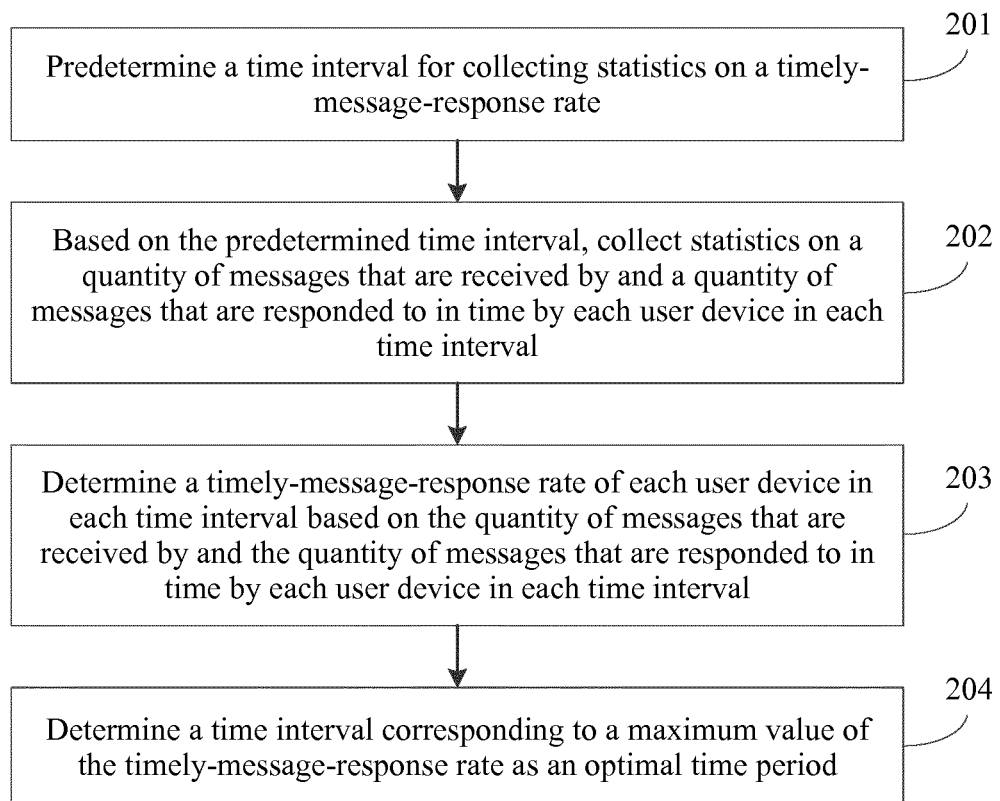 201
Predetermine a time interval for collecting statistics on a timely-
message-response rate
202
Based on the predetermined time interval, collect statistics on a
quantity of messages that are received by and a quantity of
messages that are responded to in time by each user device in each
time interval
203
Determine a timely-message-response rate of each user device in
each time interval based on the quantity of messages that are
received by and the quantity of messages that are responded to in
time by each user device in each time interval
204
Determine a time interval corresponding to a maximum value of
the timely-message-response rate as an optimal time period